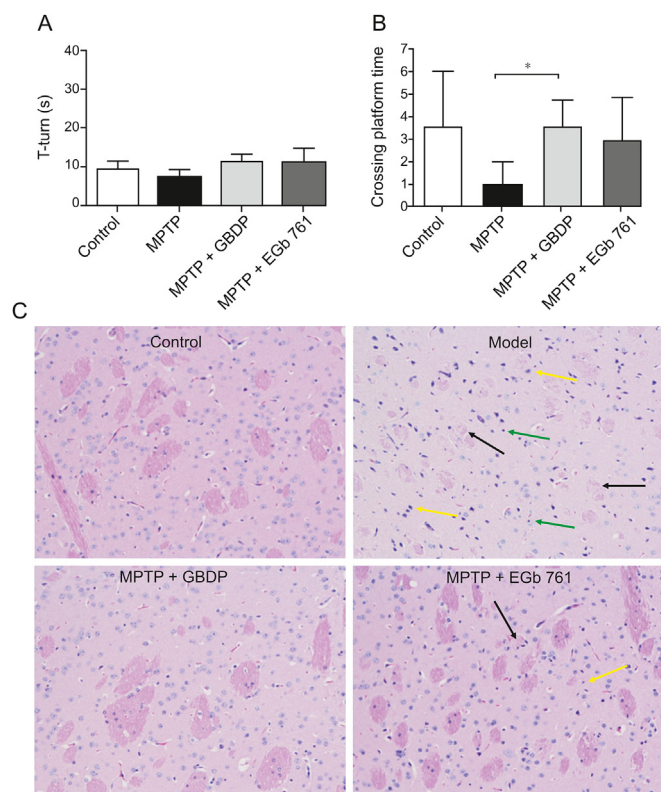 A
40
30
20
10
0
T-turn (s)
Control
MPTP
MPTP + GBDP
MPTP + EGb 761
B
7
6
5
4
3
2
1
0
Crossing platform time
*
Control
MPTP
MPTP + GBDP
MPTP + EGb 761
C
Control
Model
MPTP + GBDP
MPTP + EGb 761